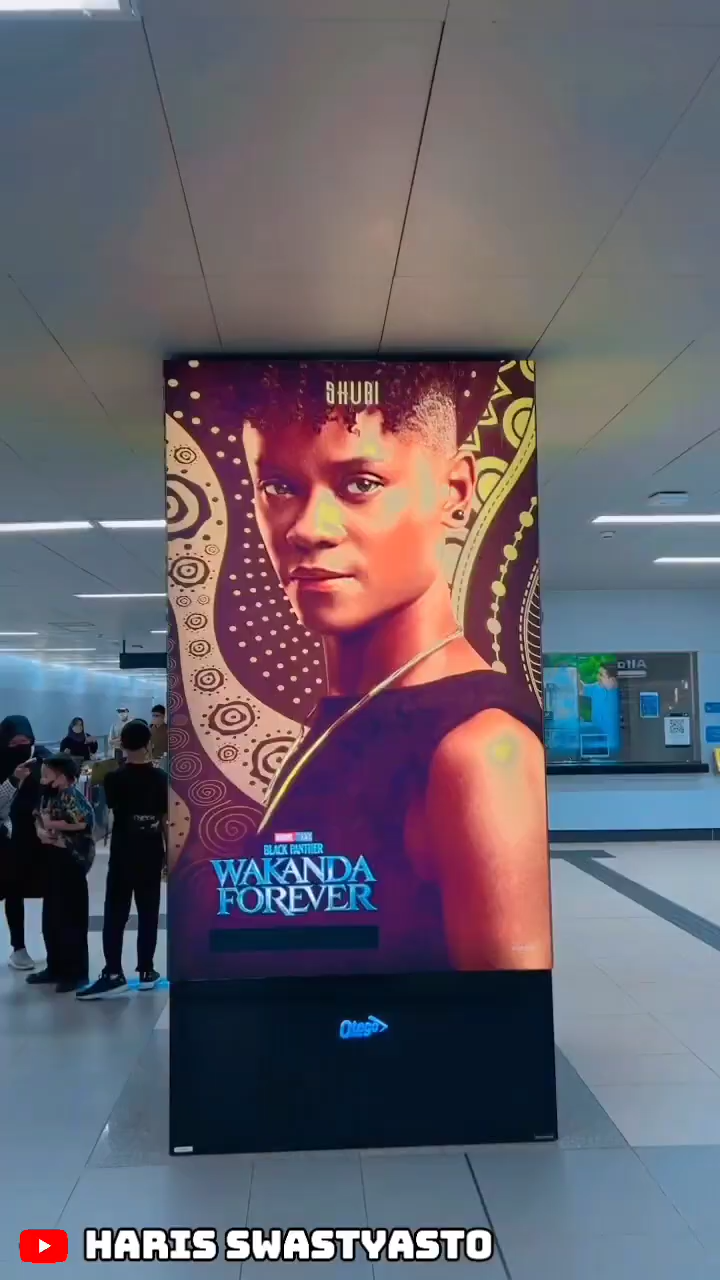 SHURI
MARVEL STUDIOS
BLACK PANTHER
WAKANDA
FOREVER
Otego
HARIS SWASTYASTO